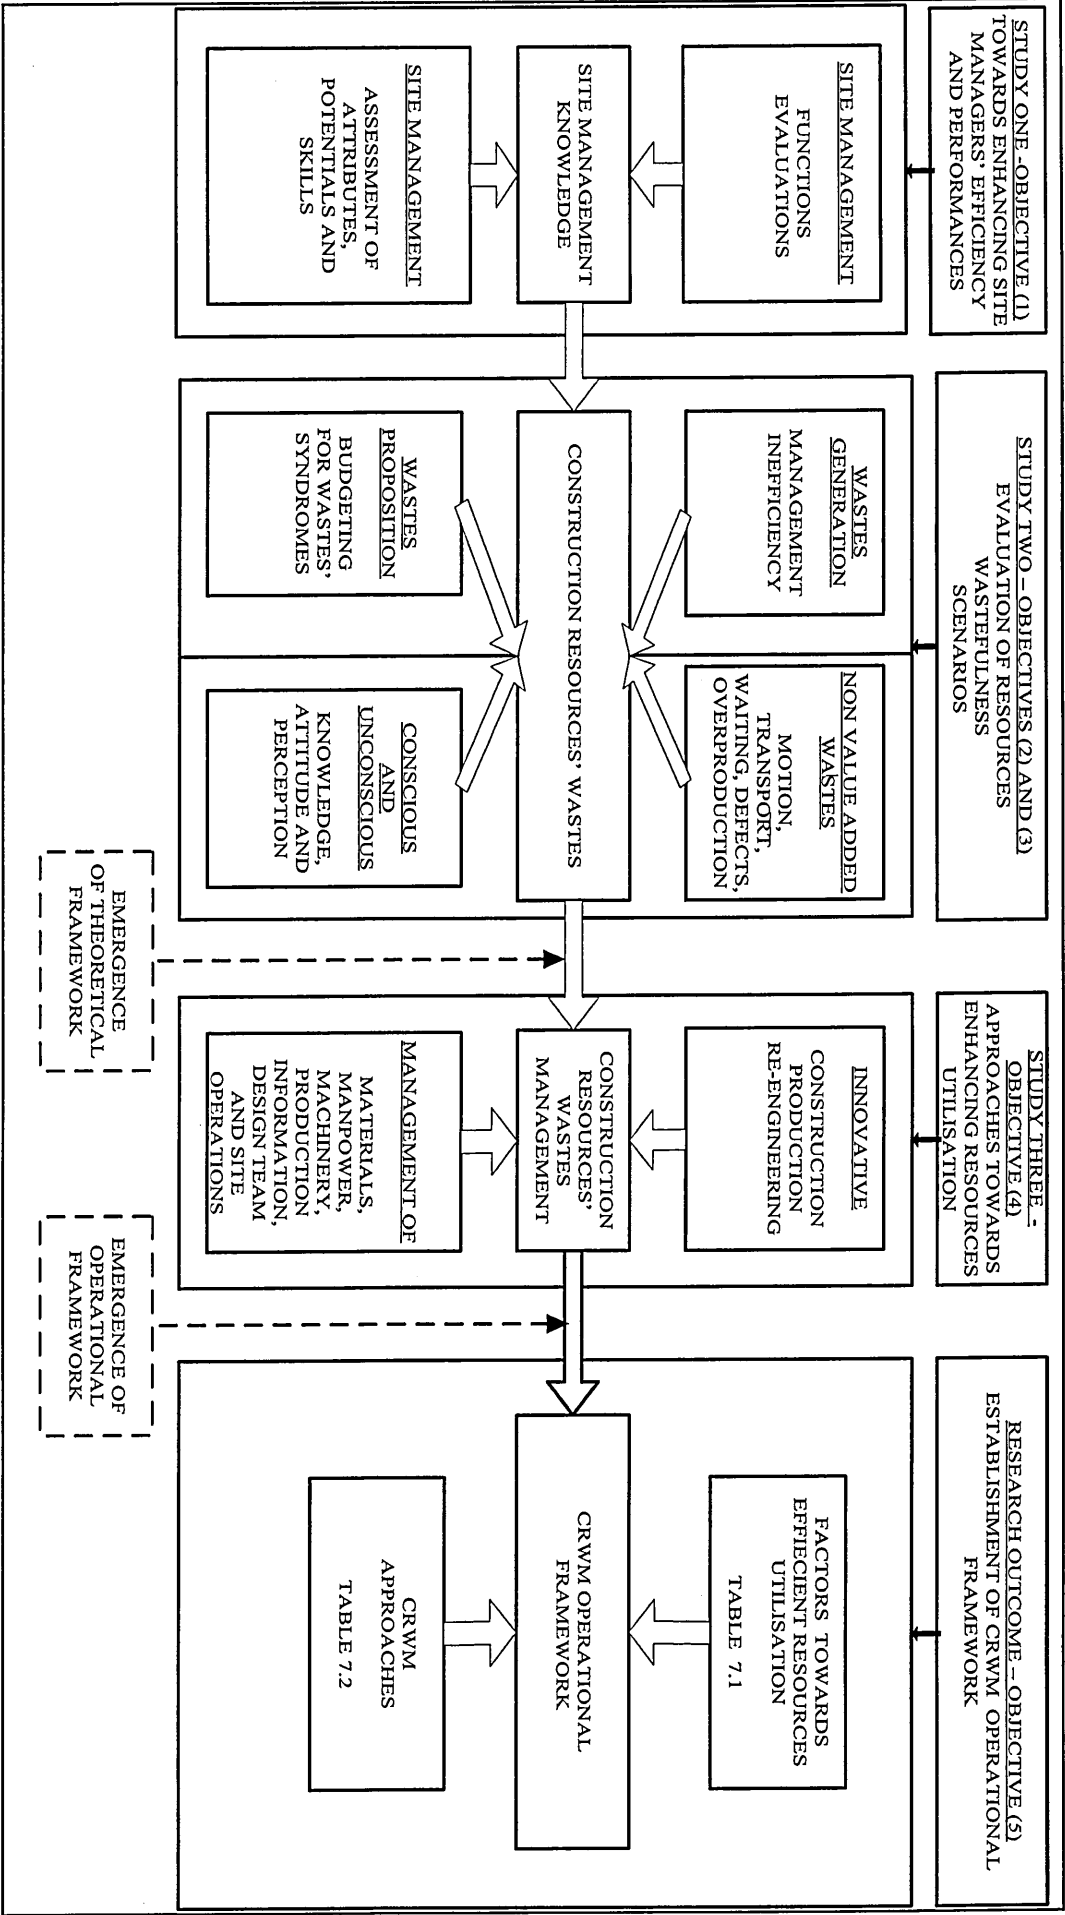 STUDY ONE -OBJECTIVE (1)
TOWARDS ENHANCING SITE
MANAGERS' EFFICIENCY
AND PERFORMANCES
SITE MANAGEMENT
FUNCTIONS
EVALUATIONS
SITE MANAGEMENT
KNOWLEDGE
SITE MANAGEMENT
ASSESSMENT OF
ATTRIBUTES,
POTENTIALS AND
SKILLS
STUDY TWO – OBJECTIVES (2) AND (3)
EVALUATION OF RESOURCES
WASTEFULNESS
SCENARIOS
WASTES
GENERATION
MANAGEMENT
INEFFICIENCY
NON VALUE ADDED
WASTES
MOTION,
TRANSPORT,
WAITING, DEFECTS,
OVERPRODUCTION
CONSTRUCTION RESOURCES' WASTES
WASTES
PROPOSITION
BUDGETING
FOR WASTES'
SYNDROMES
CONSCIOUS
AND
UNCONSCIOUS
KNOWLEDGE,
ATTITUDE AND
PERCEPTION
EMERGENCE
OF THEORETICAL
FRAMEWORK
STUDY THREE -
OBJECTIVE (4)
APPROACHES TOWARDS
ENHANCING RESOURCES
UTILISATION
INNOVATIVE
CONSTRUCTION
PRODUCTION
RE-ENGINEERING
CONSTRUCTION
RESOURCES'
WASTES
MANAGEMENT
MANAGEMENT OF
MATERIALS,
MANPOWER,
MACHINERY,
PRODUCTION
INFORMATION,
DESIGN TEAM
AND SITE
OPERATIONS
EMERGENCE OF
OPERATIONAL
FRAMEWORK
RESEARCH OUTCOME – OBJECTIVE (5)
ESTABLISHMENT OF CRWM OPERATIONAL
FRAMEWORK
FACTORS TOWARDS
EFFIECIENT RESOURCES
UTILISATION
TABLE 7.1
CRWM OPERATIONAL
FRAMEWORK
CRWM
APPROACHES
TABLE 7.2